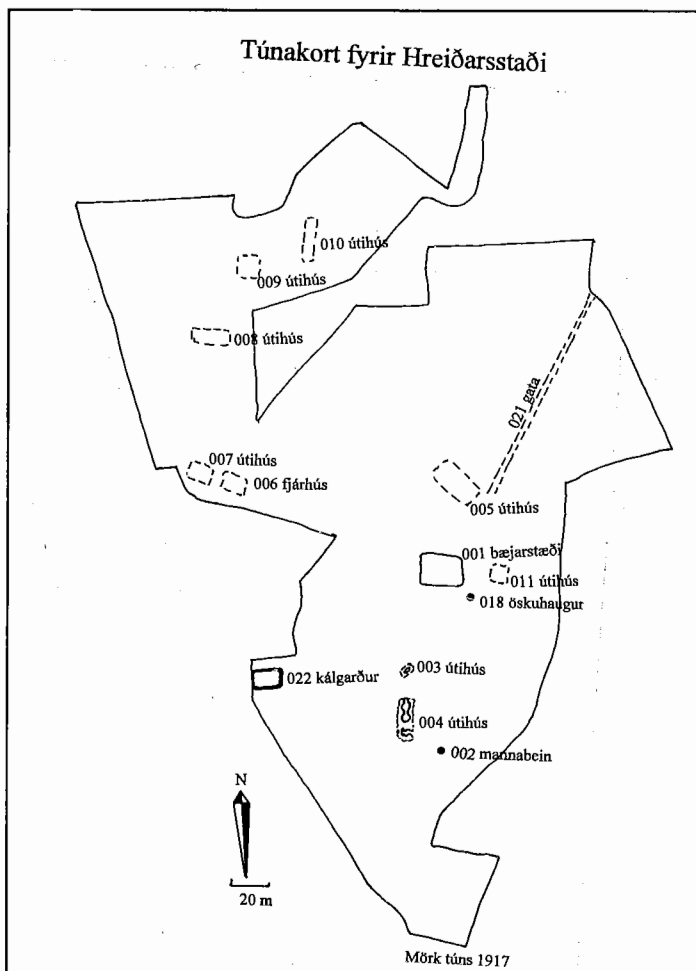 Túnakort fyrir Hreiðarsstaði
010 útihús
009 útihús
008 útihús
021 gata
007 útihús
006 fjárhús
005 útihús
001 bæjarstæði
011 útihús
018 öskuhaugur
003 útihús
022 kálgarður
004 útihús
002 mannabein
N
20 m
Mörk túns 1917